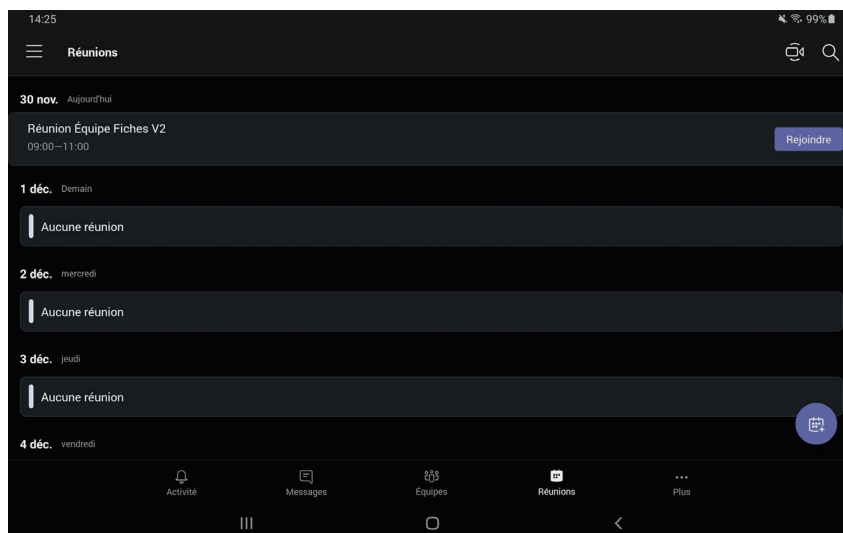 14:25
99%
Réunions
30 nov. Aujourd'hui
Réunion Équipe Fiches V2
09:00—11:00
Rejoindre
1 déc. Demain
Aucune réunion
2 déc. mercredi
Aucune réunion
3 déc. jeudi
Aucune réunion
4 déc. vendredi
Activité
Messages
Équipes
Réunions
Plus